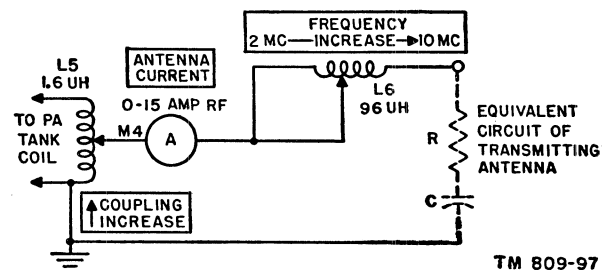 FREQUENCY
2 MC — INCREASE → 10 MC
ANTENNA
CURRENT
L5
1.6 UH
0-15 AMP RF
L6
96 UH
TO PA
TANK
COIL
M4
A
R
EQUIVALENT
CIRCUIT OF
TRANSMITTING
ANTENNA
C
COUPLING
INCREASE
TM 809-97